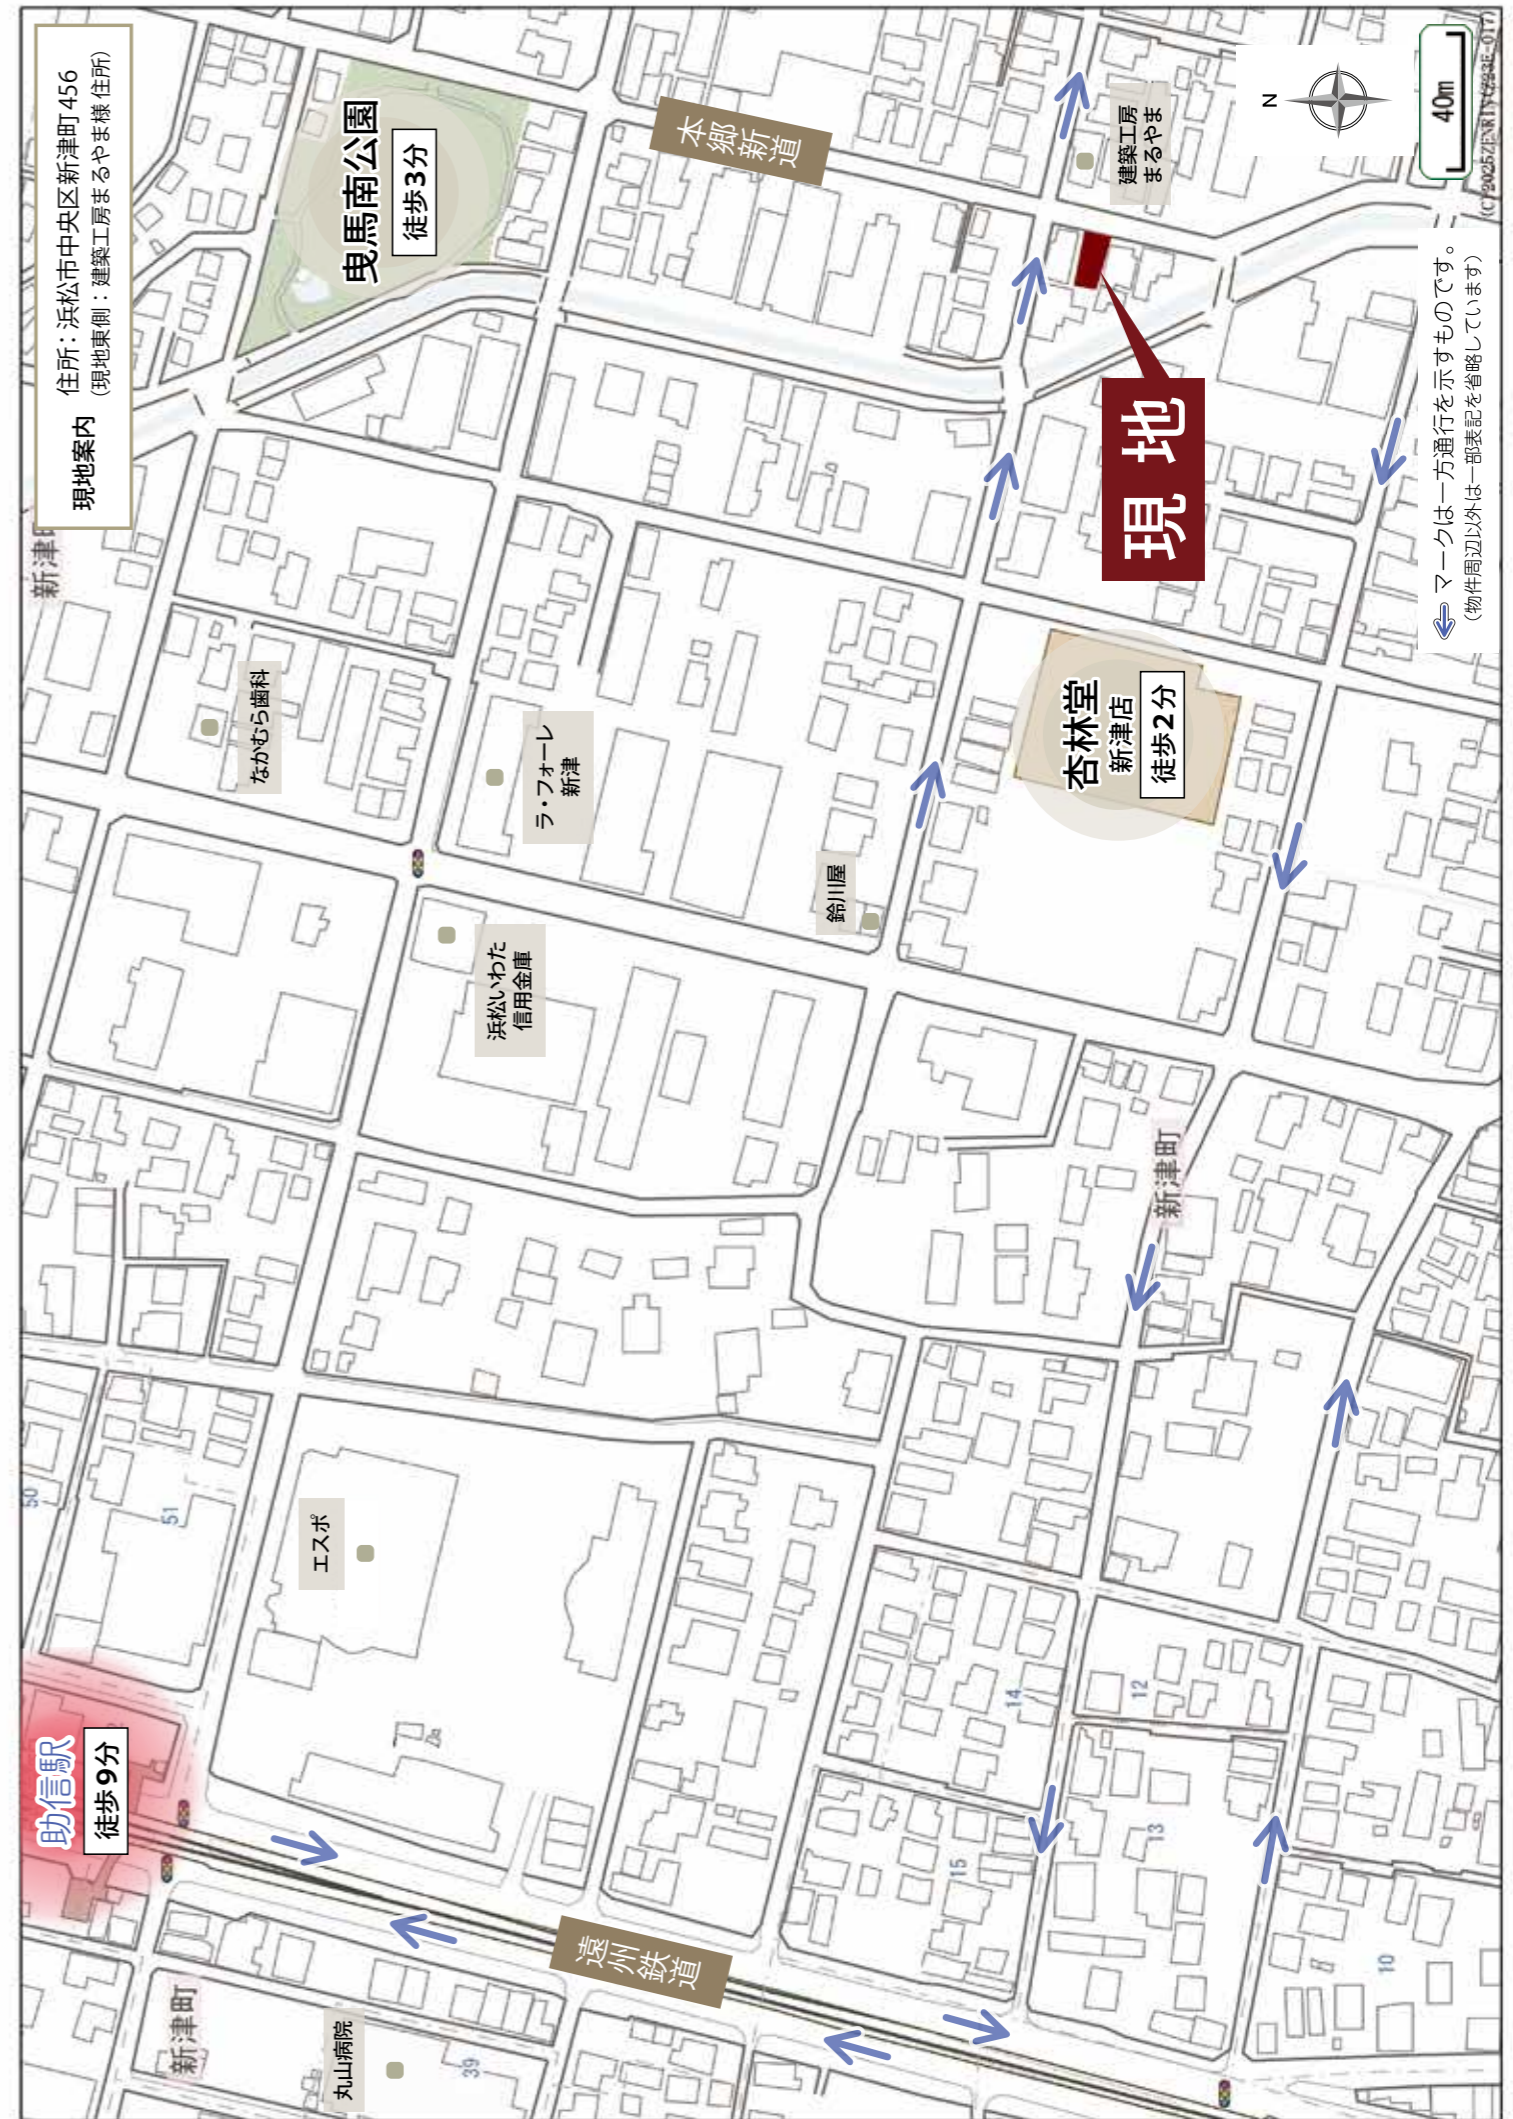 現地案内
住所：浜松市中央区新津町456
（現地東側：建築工房まるやま様 住所）
曳馬南公園
徒歩3分
本郷
新道
建築工房
まるやま
N
40m
現 地
マークは一方通行を示すものです。
（物件周辺以外は一部表記を省略しています）
なかむら歯科
ラ・フォーレ
新津
鈴川屋
杏林堂
新津店
徒歩2分
浜松いわた
信用金庫
新津町
エスポ
助信駅
徒歩9分
遠州
鉄道
丸山病院
新津町
新津
50
51
39
14
15
12
13
10